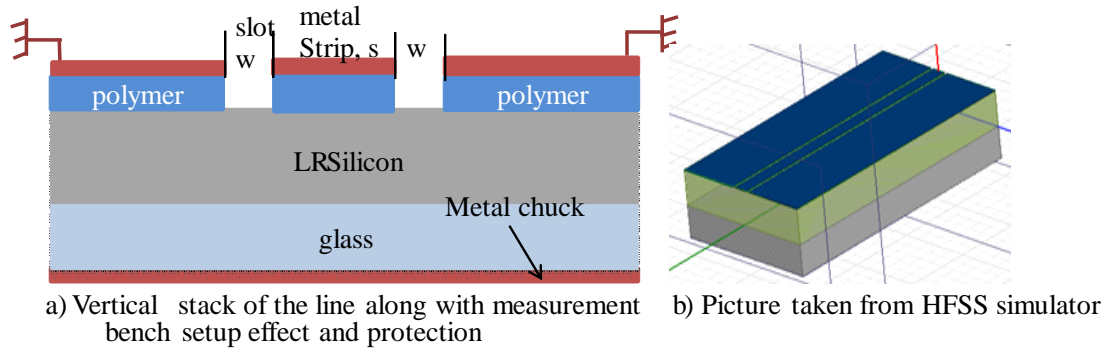 slot
w
metal
Strip, s
w
polymer
polymer
LRSilicon
Metal chuck
glass
a) Vertical stack of the line along with measurement
bench setup effect and protection
b) Picture taken from HFSS simulator